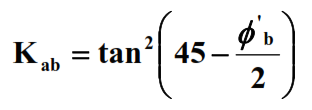 K_ab = tan²(45 − ϕ'_b / 2)